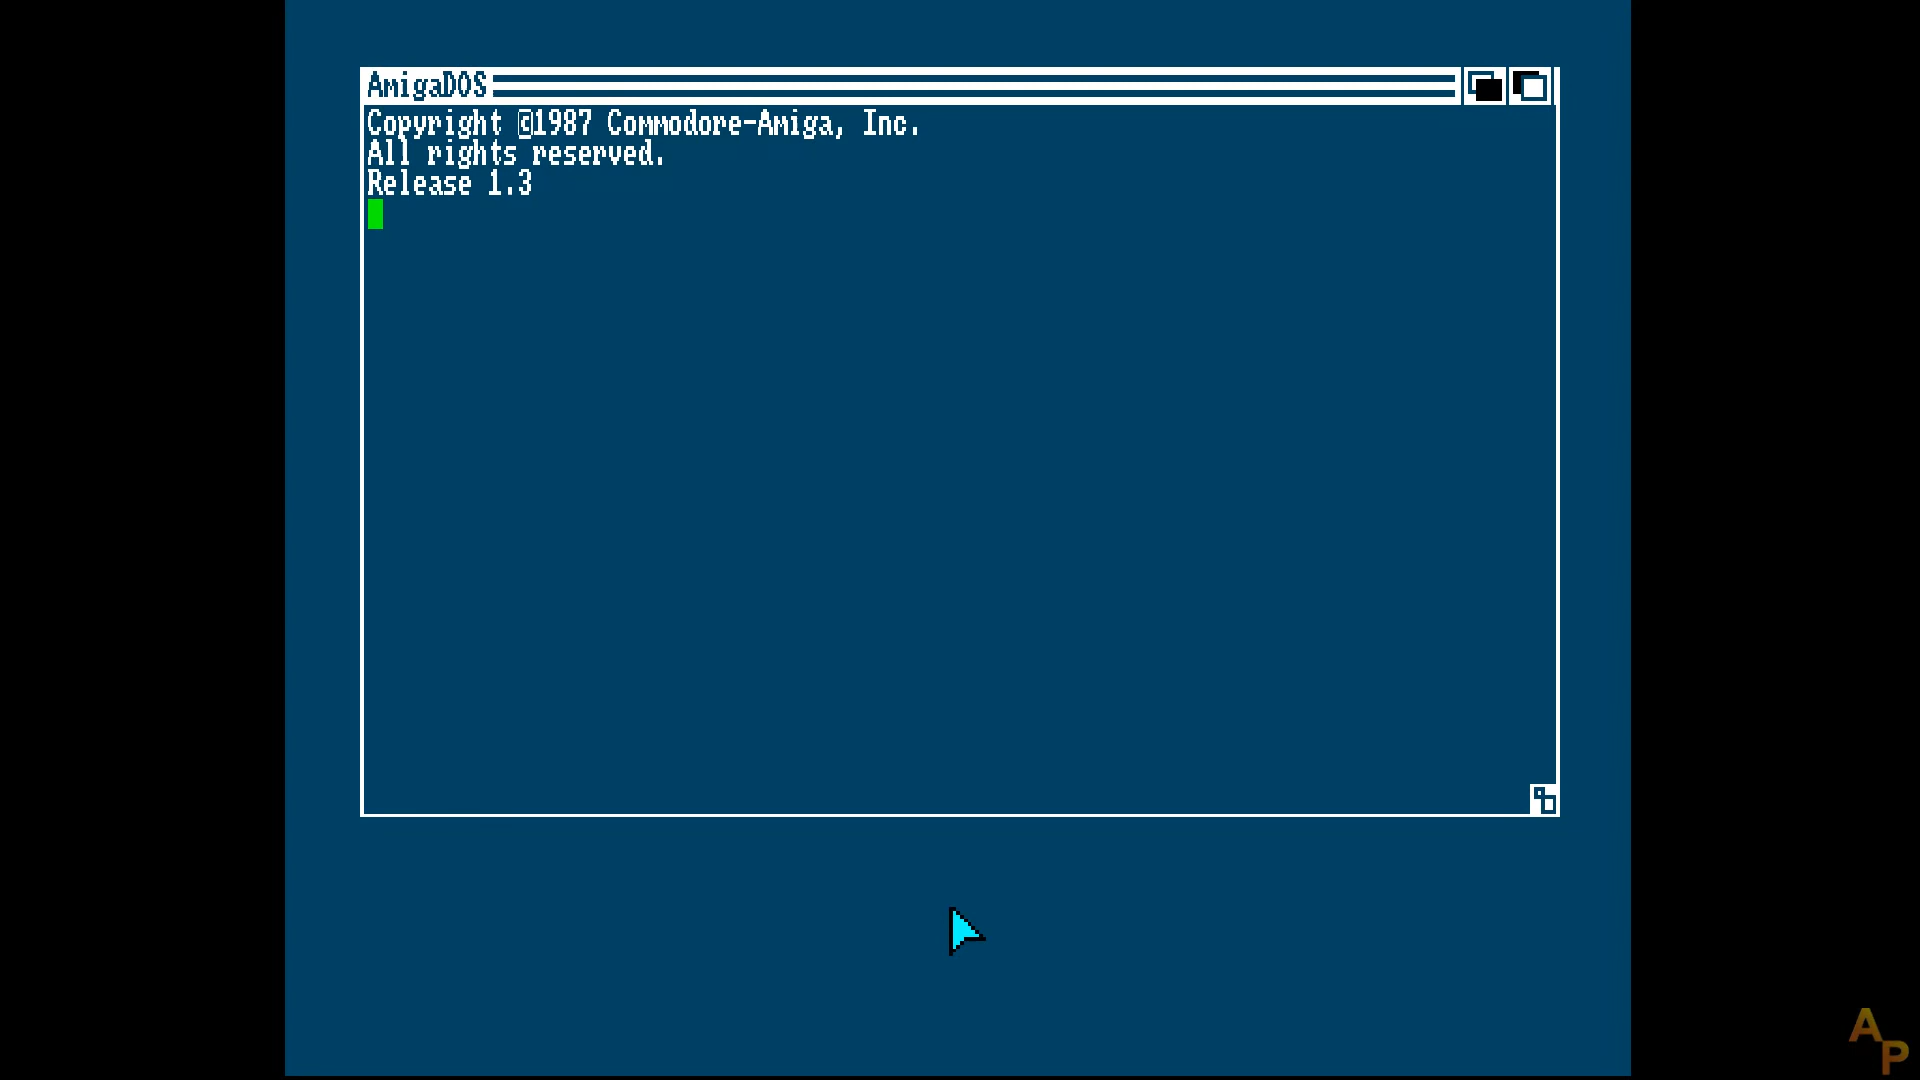 AmigaDOS
Copyright ©1987 Commodore-Amiga, Inc.
All rights reserved.
Release 1.3
AP